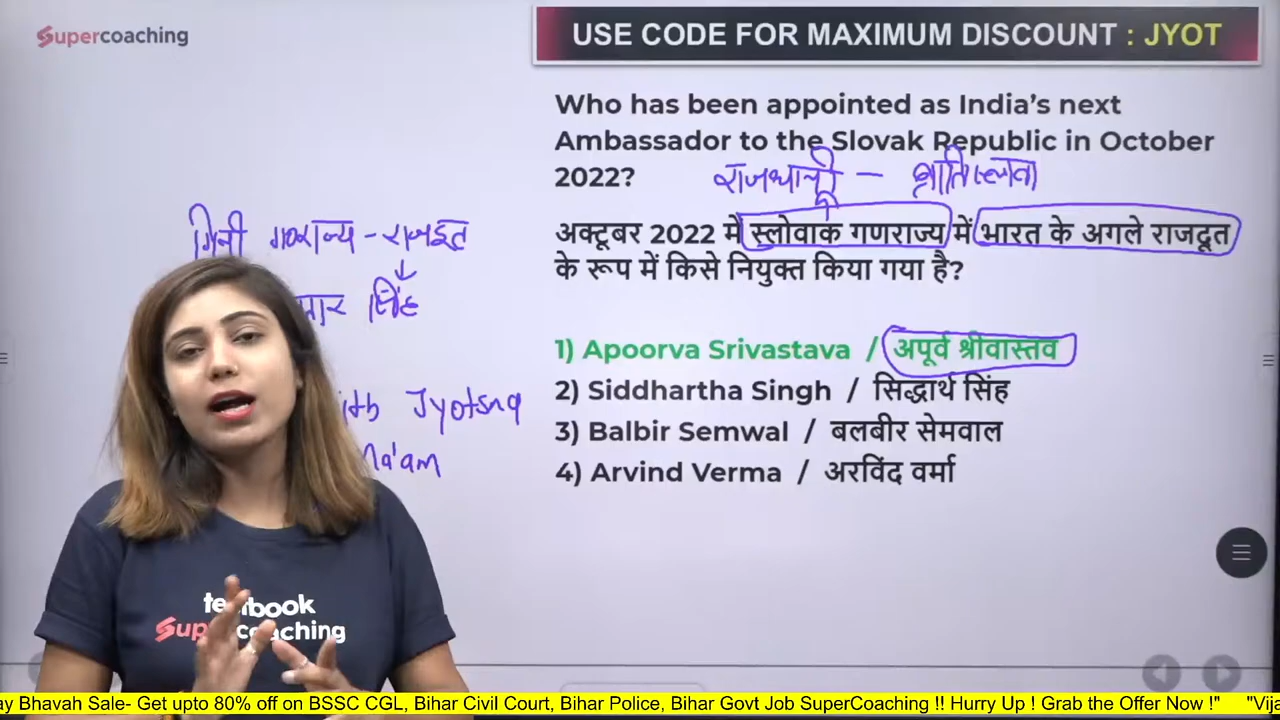 Supercoaching
USE CODE FOR MAXIMUM DISCOUNT : JYOT
Who has been appointed as India's next
Ambassador to the Slovak Republic in October
2022?
राजधानी –
अक्टूबर 2022 में स्लोवाक गणराज्य में भारत के अगले राजदूत
के रूप में किसे नियुक्त किया गया है?
गिनी गणराज्य - राजदूत
सिंह
1) Apoorva Srivastava / अपूर्व श्रीवास्तव
2) Siddhartha Singh / सिद्धार्थ सिंह
3) Balbir Semwal / बलबीर सेमवाल
4) Arvind Verma / अरविंद वर्मा
Jyotsna
Ma'am
testbook
Supercoaching
ay Bhavah Sale- Get upto 80% off on BSSC CGL, Bihar Civil Court, Bihar Police, Bihar Govt Job SuperCoaching !! Hurry Up ! Grab the Offer Now !" "Vija